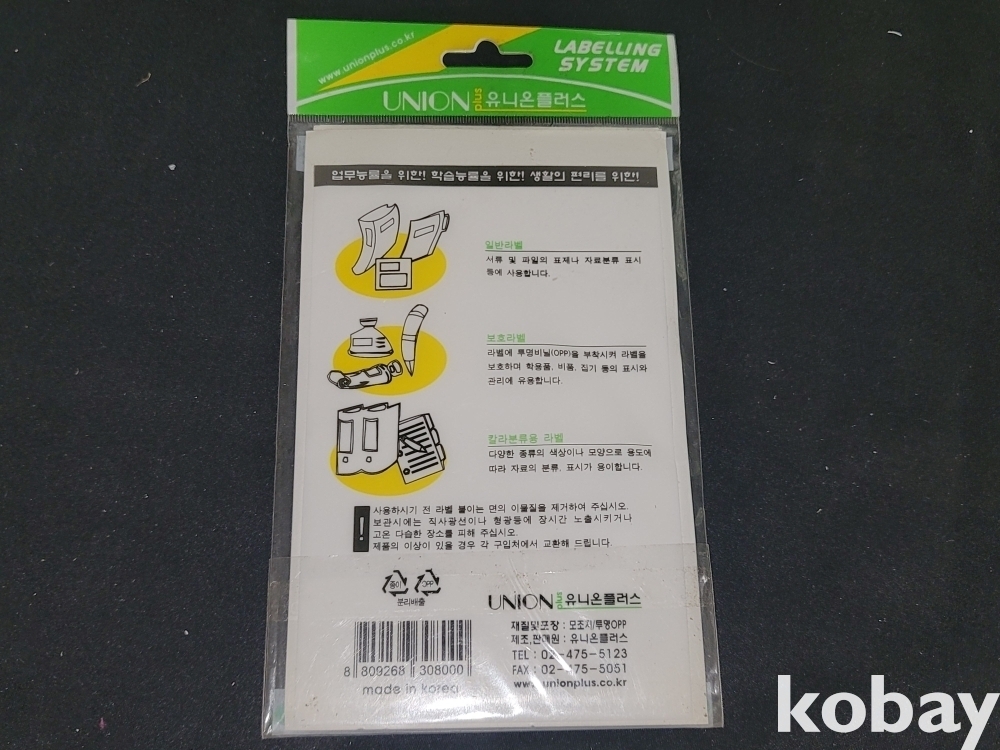 www.unionplus.co.kr
LABELLING
SYSTEM
UNION plus 유니온플러스
업무능률을 위한! 학습능률을 위한! 생활의 편리를 위한!
일반라벨
서류 및 파일의 표제나 자료분류 표시
등에 사용합니다.
보호라벨
라벨에 투명비닐(OPP)을 부착시켜 라벨을
보호하며 학용품, 비품, 집기 등의 표시와
관리에 유용합니다.
칼라분류용 라벨
다양한 종류의 색상이나 모양으로 용도에
따라 자료의 분류, 표시가 용이합니다.
! 사용하시기 전 라벨 붙이는 면의 이물질을 제거하여 주십시오.
보관시에는 직사광선이나 형광등에 장시간 노출시키거나
고온 다습한 장소를 피해 주십시오.
제품의 이상이 있을 경우 각 구입처에서 교환해 드립니다.
종이 OPP
분리배출
UNION plus 유니온플러스
재질및포장 : 모조지/투명OPP
제조,판매원 : 유니온플러스
TEL : 02-475-5123
FAX : 02-475-5051
www.unionplus.co.kr
8 809268 308000
made in korea
kobay